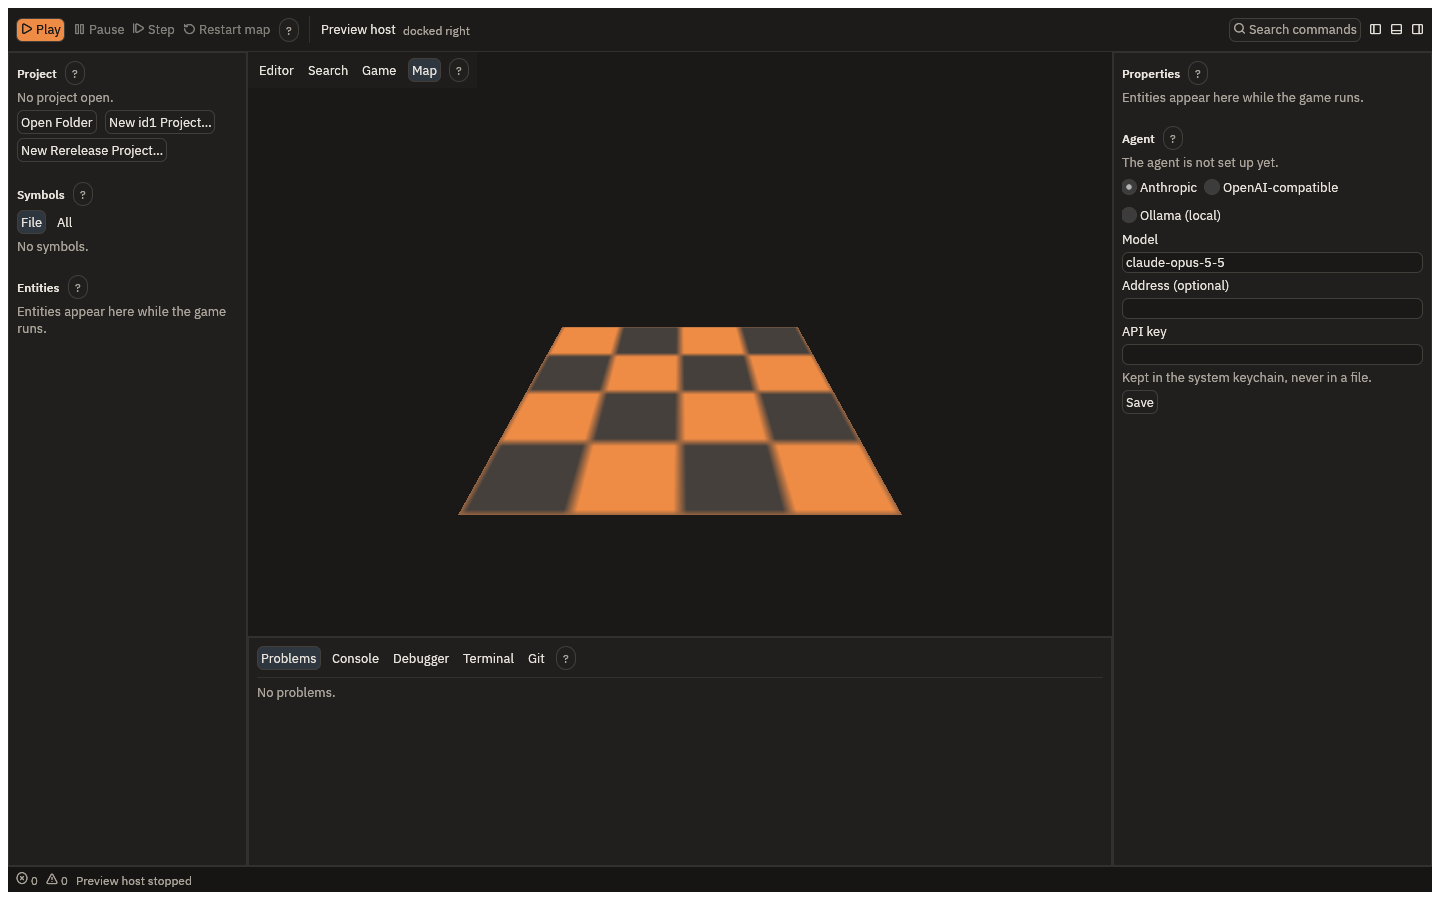 Play Pause Step Restart map ? Preview host docked right Search commands
Project ?
No project open.
Open Folder New id1 Project...
New Rerelease Project...
Symbols ?
File All
No symbols.
Entities ?
Entities appear here while the game
runs.
Editor Search Game Map ?
Problems Console Debugger Terminal Git ?
No problems.
Properties ?
Entities appear here while the game runs.
Agent ?
The agent is not set up yet.
Anthropic OpenAI-compatible
Ollama (local)
Model
claude-opus-5-5
Address (optional)
API key
Kept in the system keychain, never in a file.
Save
0 0 Preview host stopped